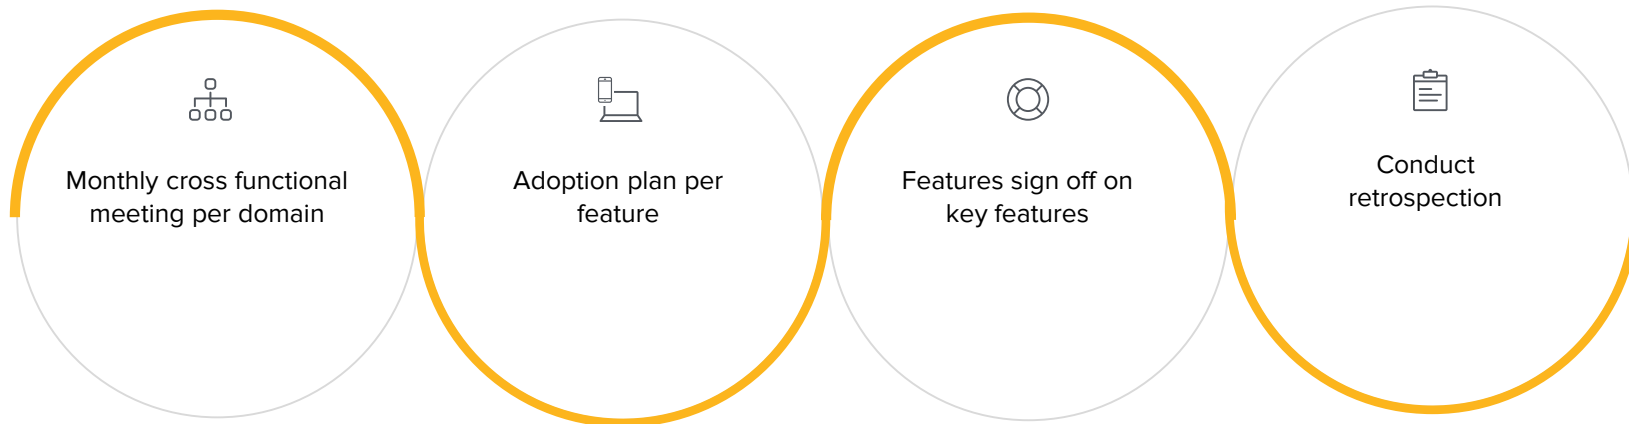 Monthly cross functional
meeting per domain
Adoption plan per
feature
Features sign off on
key features
Conduct
retrospection